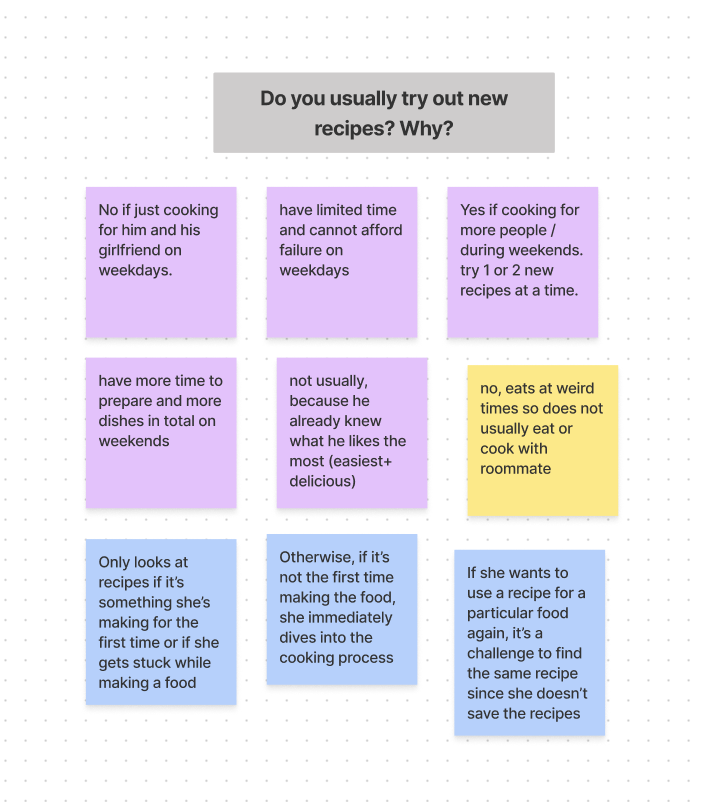 Do you usually try out new
recipes? Why?
No if just cooking
for him and his
girlfriend on
weekdays.
have limited time
and cannot afford
failure on
weekdays
Yes if cooking for
more people /
during weekends.
try 1 or 2 new
recipes at a time.
have more time to
prepare and more
dishes in total on
weekends
not usually,
because he
already knew
what he likes the
most (easiest+
delicious)
no, eats at weird
times so does not
usually eat or
cook with
roommate
Only looks at
recipes if it’s
something she’s
making for the
first time or if she
gets stuck while
making a food
Otherwise, if it’s
not the first time
making the food,
she immediately
dives into the
cooking process
If she wants to
use a recipe for a
particular food
again, it’s a
challenge to find
the same recipe
since she doesn’t
save the recipes